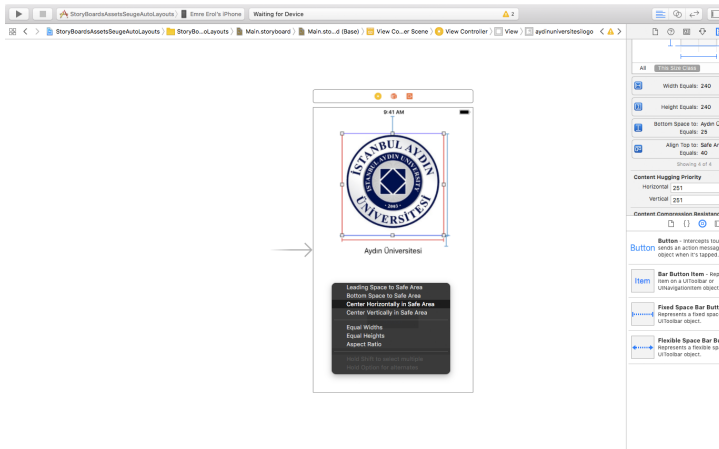 StoryBoardsAssetsSeugeAutoLayouts
Emre Erol's iPhone
Waiting for Device
2
StoryBoardsAssetsSeugeAutoLayouts
StoryBo...oLayouts
Main.storyboard
Main.sto...d (Base)
View Co...er Scene
View Controller
View
aydinuniversitesilogo
9:41 AM
İSTANBUL AYDIN
ÜNİVERSİTESİ
ISTANBUL AYDIN UNIVERSITY
2003
Aydın Üniversitesi
Leading Space to Safe Area
Bottom Space to Safe Area
Center Horizontally in Safe Area
Center Vertically in Safe Area
Equal Widths
Equal Heights
Aspect Ratio
Hold Shift to select multiple
Hold Option for alternates
All
This Size Class
Width Equals: 240
Height Equals: 240
Bottom Space to: Aydın Ü
Equals: 25
Align Top to: Safe Ar
Equals: 40
Showing 4 of 4
Content Hugging Priority
Horizontal 251
Vertical 251
Content Compression Resistanc
Button
Button - Intercepts tou
sends an action messag
object when it's tapped.
Item
Bar Button Item - Rep
item on a UIToolbar or
UINavigationItem object
Fixed Space Bar Butt
Represents a fixed space
UIToolbar object.
Flexible Space Bar Bu
Represents a flexible sp
UIToolbar object.